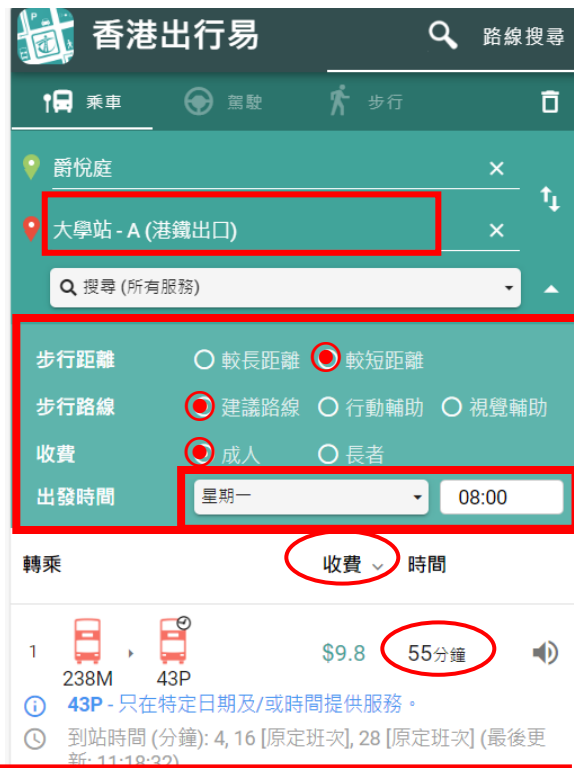 香港出行易 路線搜尋
乘車 駕駛 步行
爵悅庭
大學站 - A (港鐵出口)
搜尋 (所有服務)
步行距離 較長距離 較短距離
步行路線 建議路線 行動輔助 視覺輔助
收費 成人 長者
出發時間 星期一 08:00
轉乘 收費 時間
1 $9.8 55分鐘
238M 43P
43P - 只在特定日期及/或時間提供服務。
到站時間 (分鐘): 4, 16 [原定班次], 28 [原定班次] (最後更
新: 11:18:32)